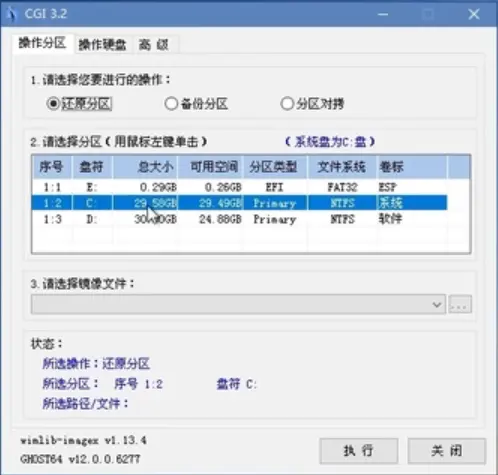 CGI 3.2
操作分区 操作硬盘 高 级
1.请选择您要进行的操作：
还原分区 备份分区 分区对拷
2.请选择分区(用鼠标左键单击) (系统盘为C:盘)
序号 盘符 总大小 可用空间 分区类型 文件系统 卷标
1:1 E: 0.29GB 0.26GB EFI FAT32 ESP
1:2 C: 29.58GB 29.49GB Primary NTFS 系统
1:3 D: 24.88GB Primary NTFS 软件
3.请选择镜像文件：
...
状态：
所选操作：还原分区
所选分区： 序号 1:2 盘符 C:
所选路径/文件：
wimlib-imagex v1.13.4
GHOST64 v12.0.0.6277
执 行 关 闭